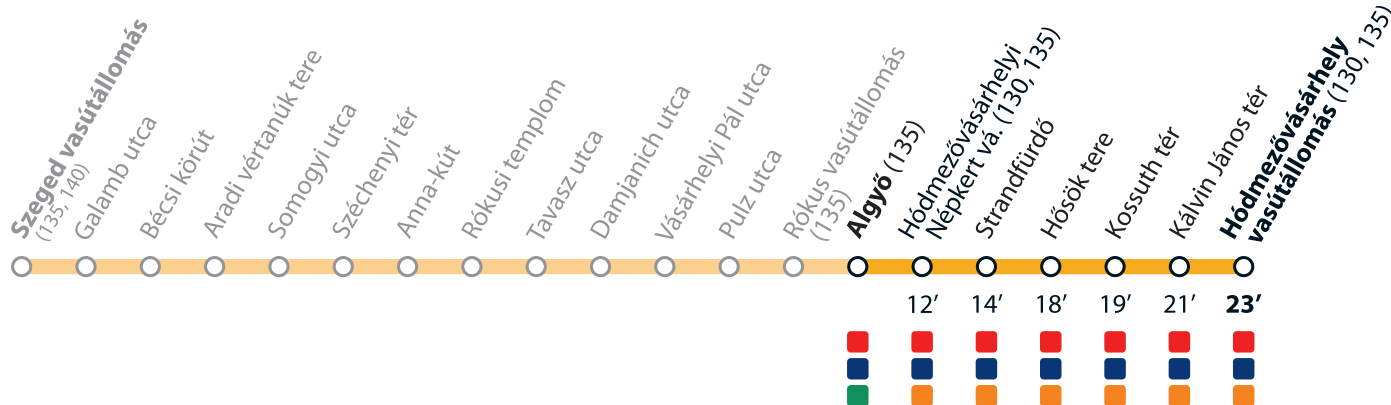 Szeged vasútállomás
(135, 140)
Galamb utca
Bécsi körút
Aradi vértanúk tere
Somogyi utca
Széchenyi tér
Anna-kút
Rókusi templom
Tavasz utca
Damjanich utca
Vásárhelyi Pál utca
Pulz utca
Rókus vasútállomás
(135)
Algyő (135)
Hódmezővásárhelyi
Népkert vá. (130, 135)
Strandfürdő
Hősök tere
Kossuth tér
Kálvin János tér
Hódmezővásárhely
vasútállomás (130, 135)
12’ 14’ 18’ 19’ 21’ 23’